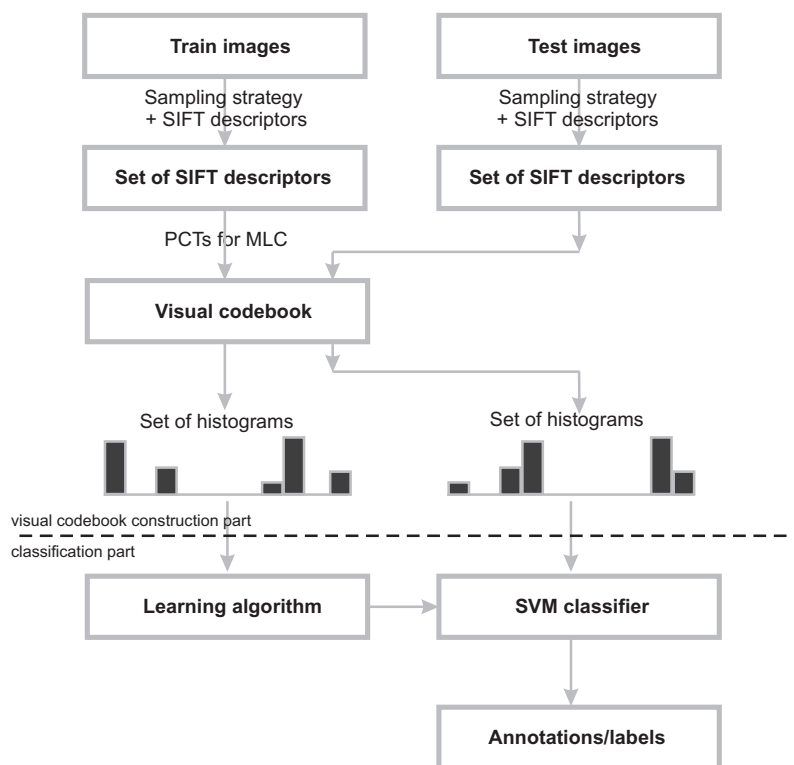 Train images
Test images
Sampling strategy
+ SIFT descriptors
Sampling strategy
+ SIFT descriptors
Set of SIFT descriptors
Set of SIFT descriptors
PCTs for MLC
Visual codebook
Set of histograms
Set of histograms
visual codebook construction part
classification part
Learning algorithm
SVM classifier
Annotations/labels